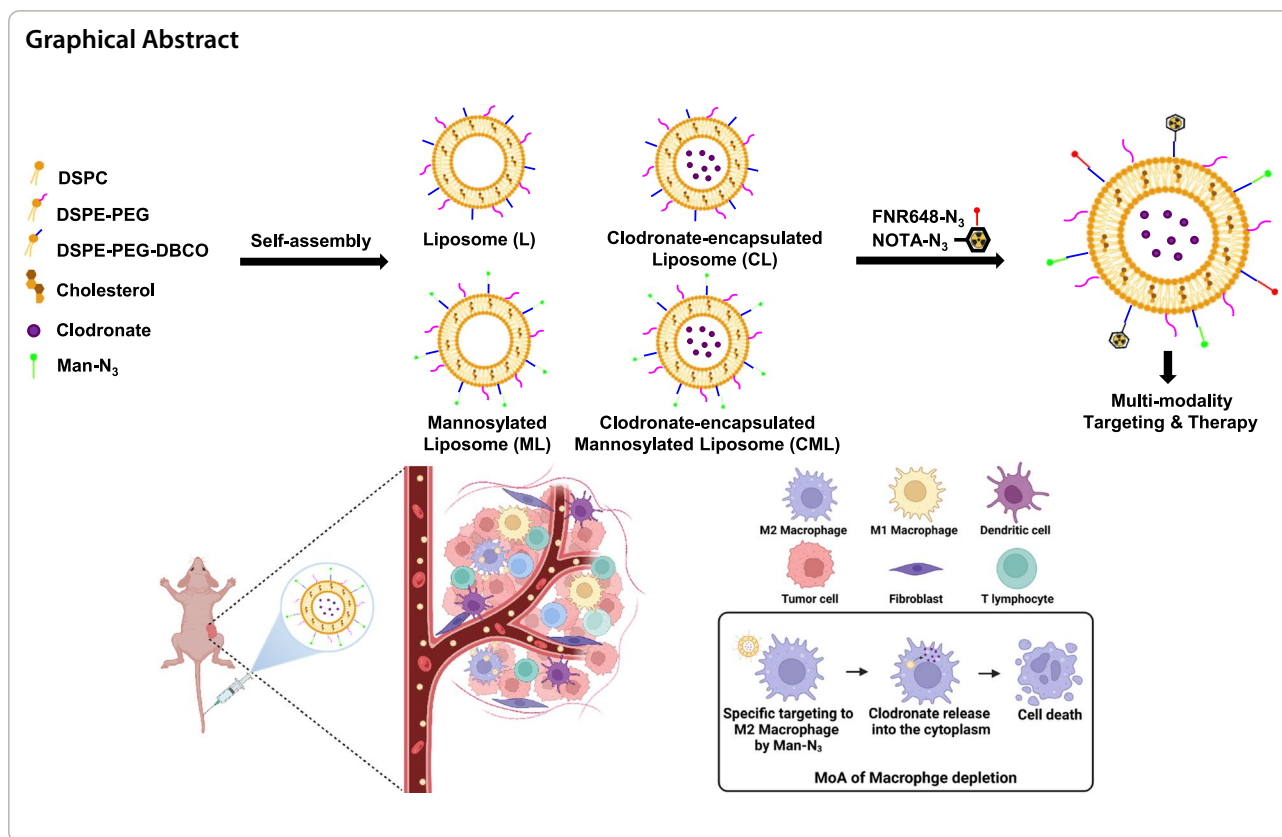 Graphical Abstract
DSPC
DSPE-PEG
DSPE-PEG-DBCO
Cholesterol
Clodronate
Man-N3
Self-assembly
Liposome (L)
Clodronate-encapsulated
Liposome (CL)
Mannosylated
Liposome (ML)
Clodronate-encapsulated
Mannosylated Liposome (CML)
FNR648-N3
NOTA-N3
Multi-modality
Targeting & Therapy
M2 Macrophage
M1 Macrophage
Dendritic cell
Tumor cell
Fibroblast
T lymphocyte
Specific targeting to
M2 Macrophage
by Man-N3
Clodronate release
into the cytoplasm
Cell death
MoA of Macrophge depletion